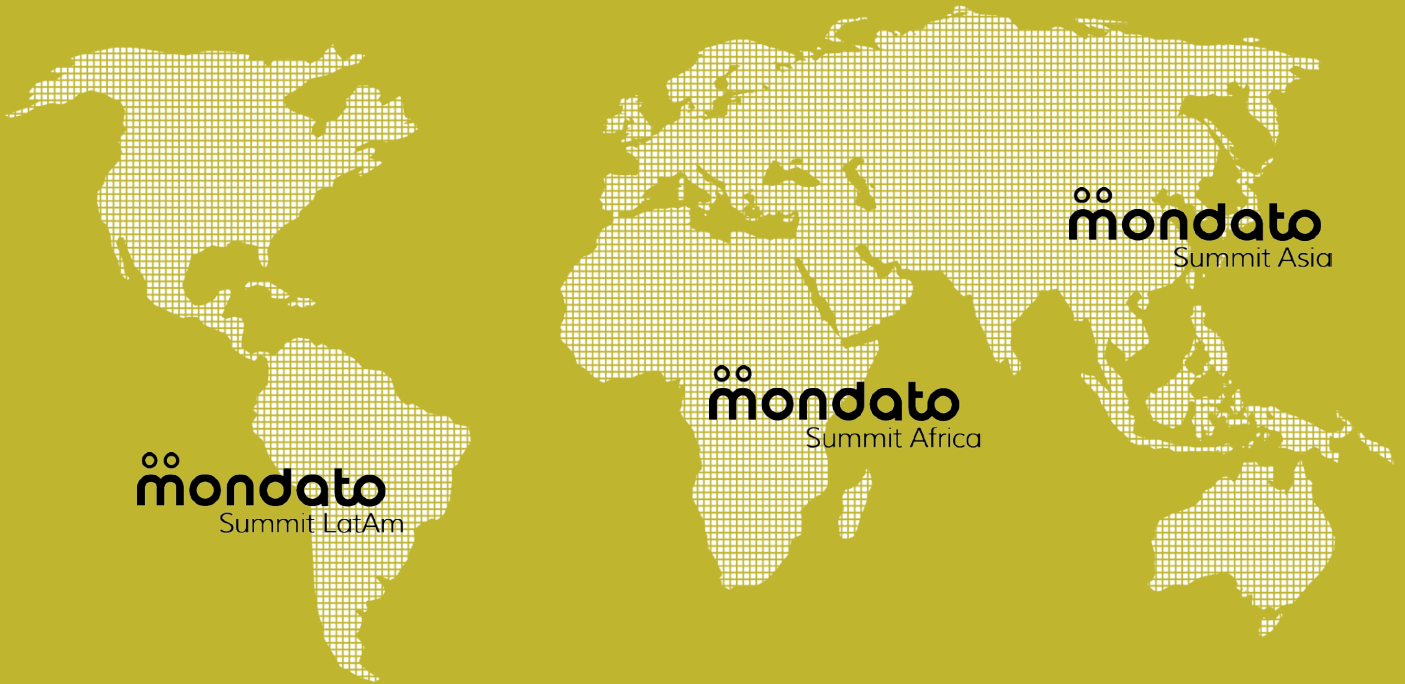 mondato
Summit Asia
mondato
Summit Africa
mondato
Summit LatAm